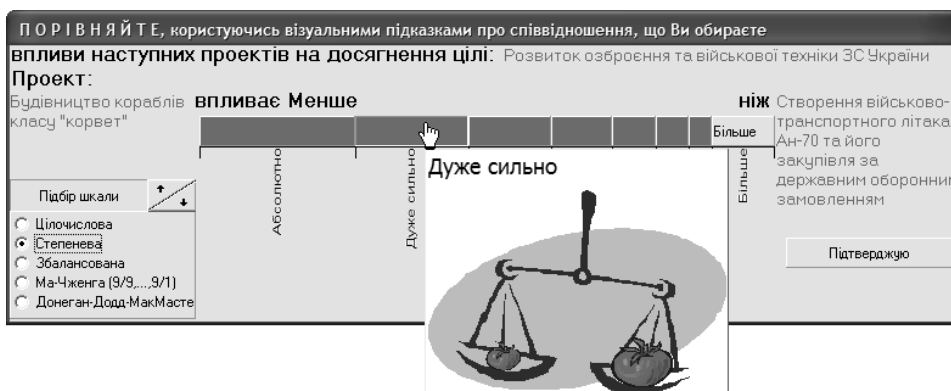 П О Р І В Н Я Й Т Е, користуючись візуальними підказками про співвідношення, що Ви обираєте
впливи наступних проектів на досягнення цілі: Розвиток озброєння та військової техніки ЗС України
Проект:
Будівництво кораблів
класу "корвет"
впливає Менше
ніж
Створення військово-
транспортного літака
Ан-70 та його
закупівля за
державним оборонним
замовленням
Більше
Абсолютно
Дуже сильно
Більше
Дуже сильно
Підбір шкали
Цілочислова
Степенева
Збалансована
Ма-Чженга (9/9,...,9/1)
Донеган-Додд-МакМасте
Підтверджую